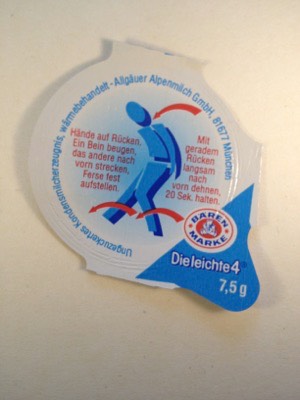 Ungezuckertes Kondensmilcherzeugnis, wärmebehandelt - Allgäuer Alpenmilch GmbH, 81677 München
Hände auf Rücken.
Ein Bein beugen,
das andere nach
vorn strecken,
Ferse fest
aufstellen.
Mit
geradem
Rücken
langsam
nach
vorn dehnen,
20 Sek. halten.
BÄREN
MARKE
Die leichte 4®
7,5 g